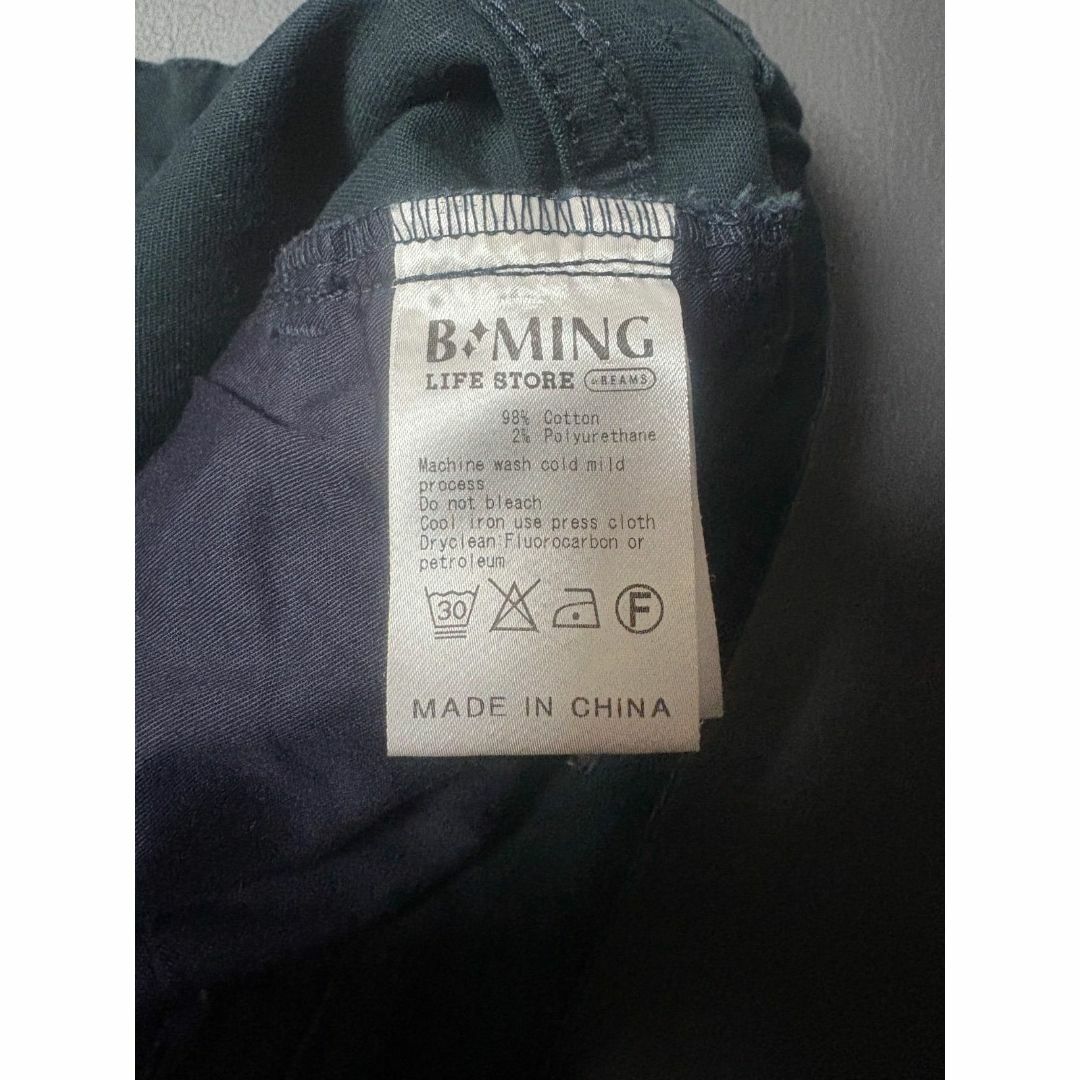 B MING
LIFE STORE by BEAMS
98% Cotton
2% Polyurethane
Machine wash cold mild
process
Do not bleach
Cool iron use press cloth
Dryclean:Fluorocarbon or
petroleum
30
F
MADE IN CHINA